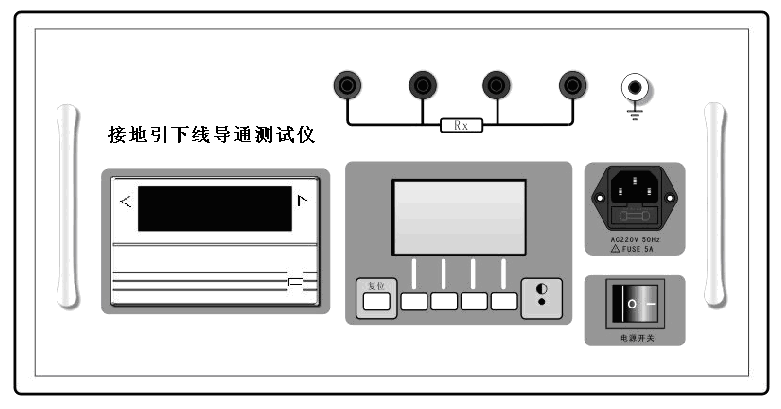 Rx
接地引下线导通测试仪
AC220V 50Hz
FUSE 5A
复位
电源开关